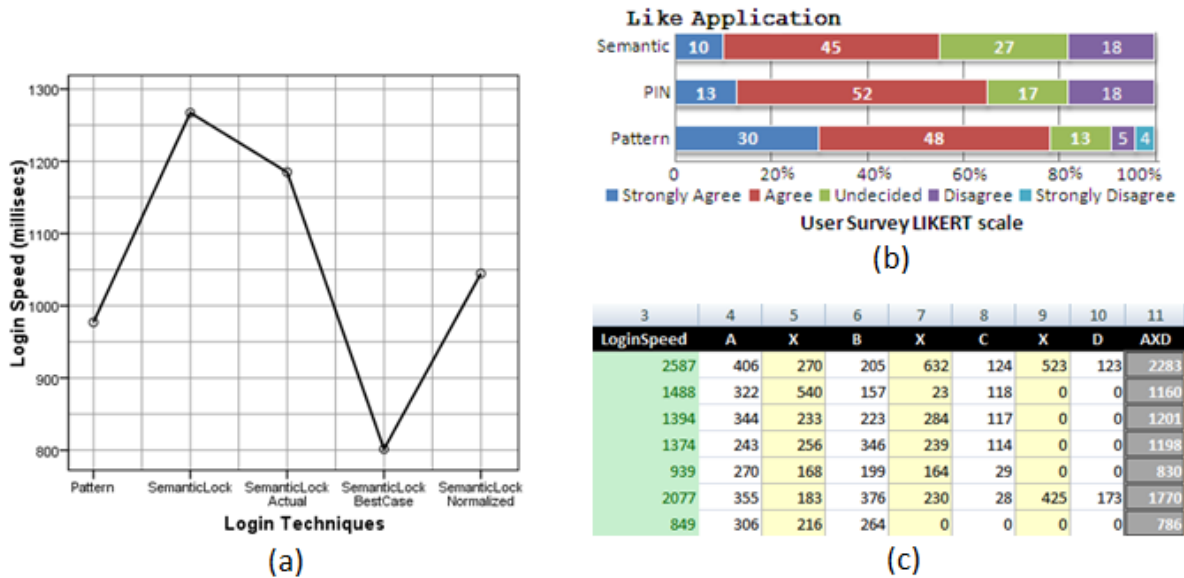 1300
1200
1100
1000
900
800
Login Speed (millisecs)
Pattern SemanticLock SemanticLock Actual SemanticLock BestCase SemanticLock Normalized
Login Techniques
(a)
Like Application
Semantic 10 45 27 18
PIN 13 52 17 18
Pattern 30 48 13 5 4
0 20% 40% 60% 80% 100%
Strongly Agree Agree Undecided Disagree Strongly Disagree
User Survey LIKERT scale
(b)
3 4 5 6 7 8 9 10 11
LoginSpeed A X B X C X D AXD
2587 406 270 205 632 124 523 123 2283
1488 322 540 157 23 118 0 0 1160
1394 344 233 223 284 117 0 0 1201
1374 243 256 346 239 114 0 0 1198
939 270 168 199 164 29 0 0 830
2077 355 183 376 230 28 425 173 1770
849 306 216 264 0 0 0 0 786
(c)